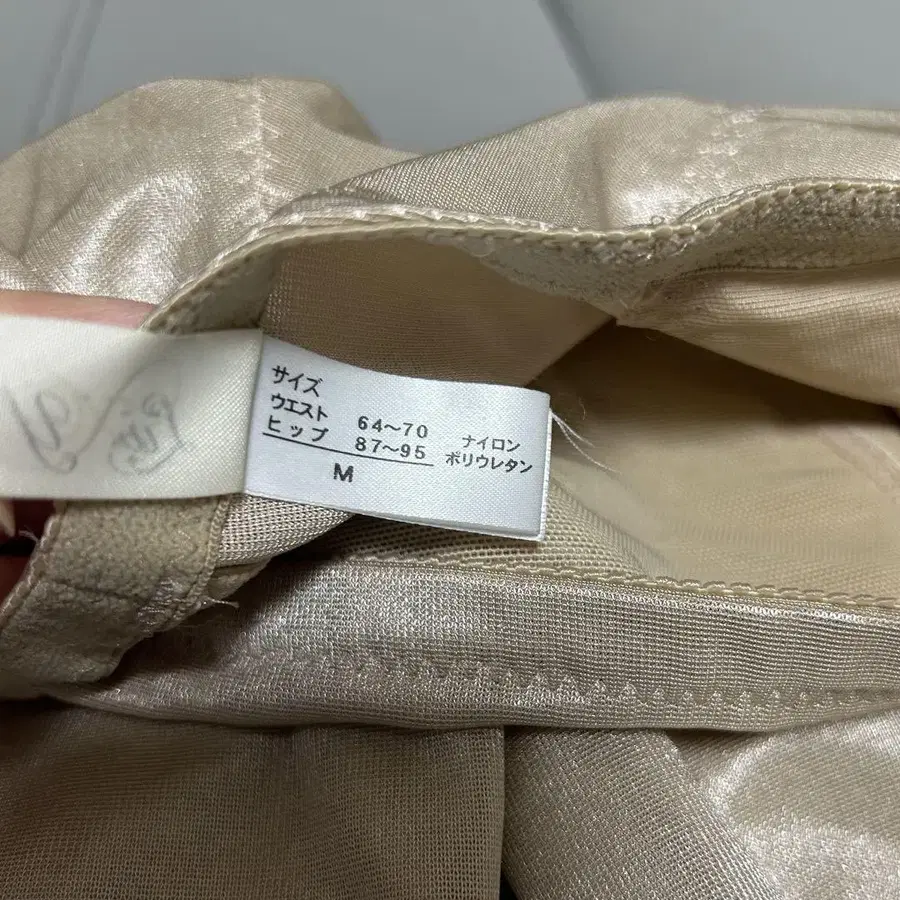 サイズ
ウエスト 64〜70
ヒップ 87〜95
M
ナイロン
ポリウレタン